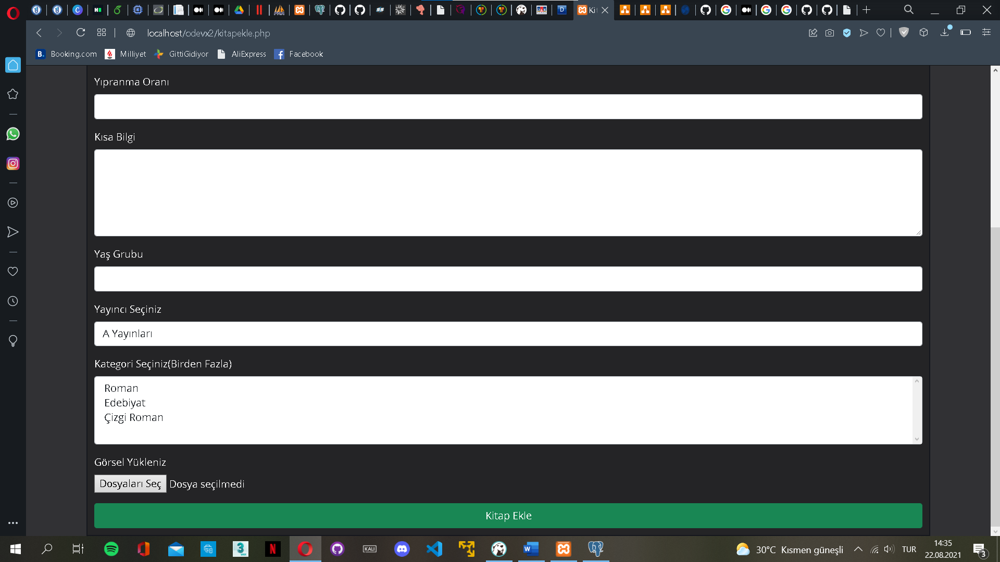 Ki
localhost/odevx2/kitapekle.php
B. Booking.com Milliyet GittiGidiyor AliExpress Facebook
Yıpranma Oranı
Kısa Bilgi
Yaş Grubu
Yayıncı Seçiniz
A Yayınları
Kategori Seçiniz(Birden Fazla)
Roman
Edebiyat
Çizgi Roman
Görsel Yükleniz
Dosyaları Seç Dosya seçilmedi
Kitap Ekle
30°C Kısmen güneşli
TUR
14:35
22.08.2021
3
KALI